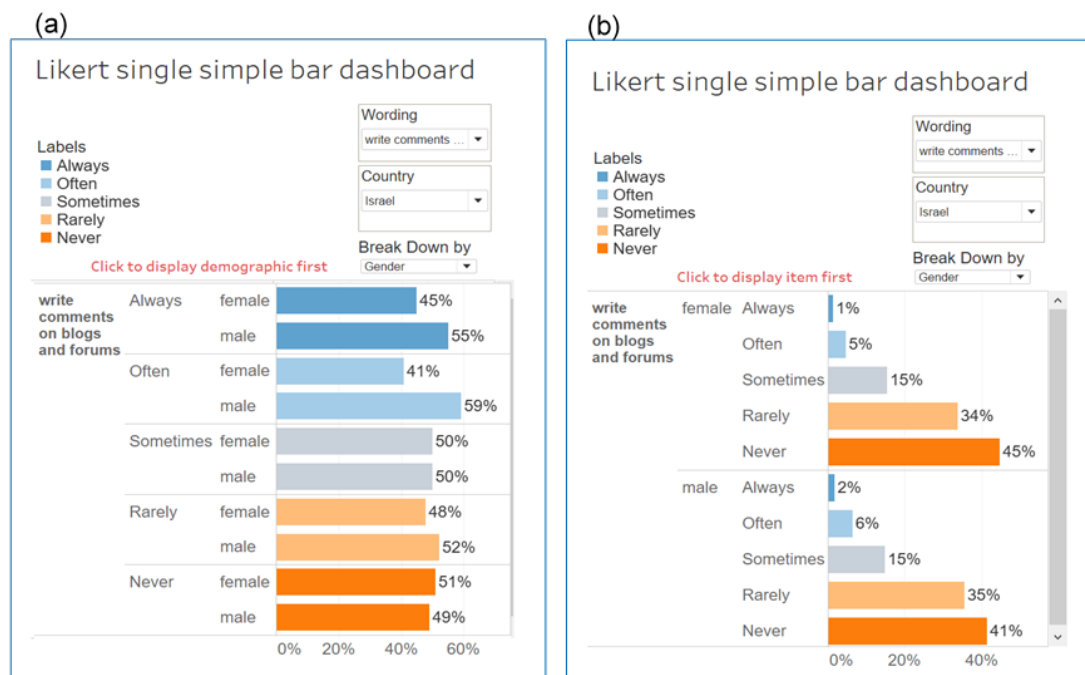 (a)
Likert single simple bar dashboard
Wording
write comments ...
Labels
Always
Often
Sometimes
Rarely
Never
Country
Israel
Break Down by
Gender
Click to display demographic first
write
comments
on blogs
and forums
Always female 45%
male 55%
Often female 41%
male 59%
Sometimes female 50%
male 50%
Rarely female 48%
male 52%
Never female 51%
male 49%
0% 20% 40% 60%
(b)
Likert single simple bar dashboard
Wording
write comments ...
Labels
Always
Often
Sometimes
Rarely
Never
Country
Israel
Break Down by
Gender
Click to display item first
write
comments
on blogs
and forums
female Always 1%
Often 5%
Sometimes 15%
Rarely 34%
Never 45%
male Always 2%
Often 6%
Sometimes 15%
Rarely 35%
Never 41%
0% 20% 40%